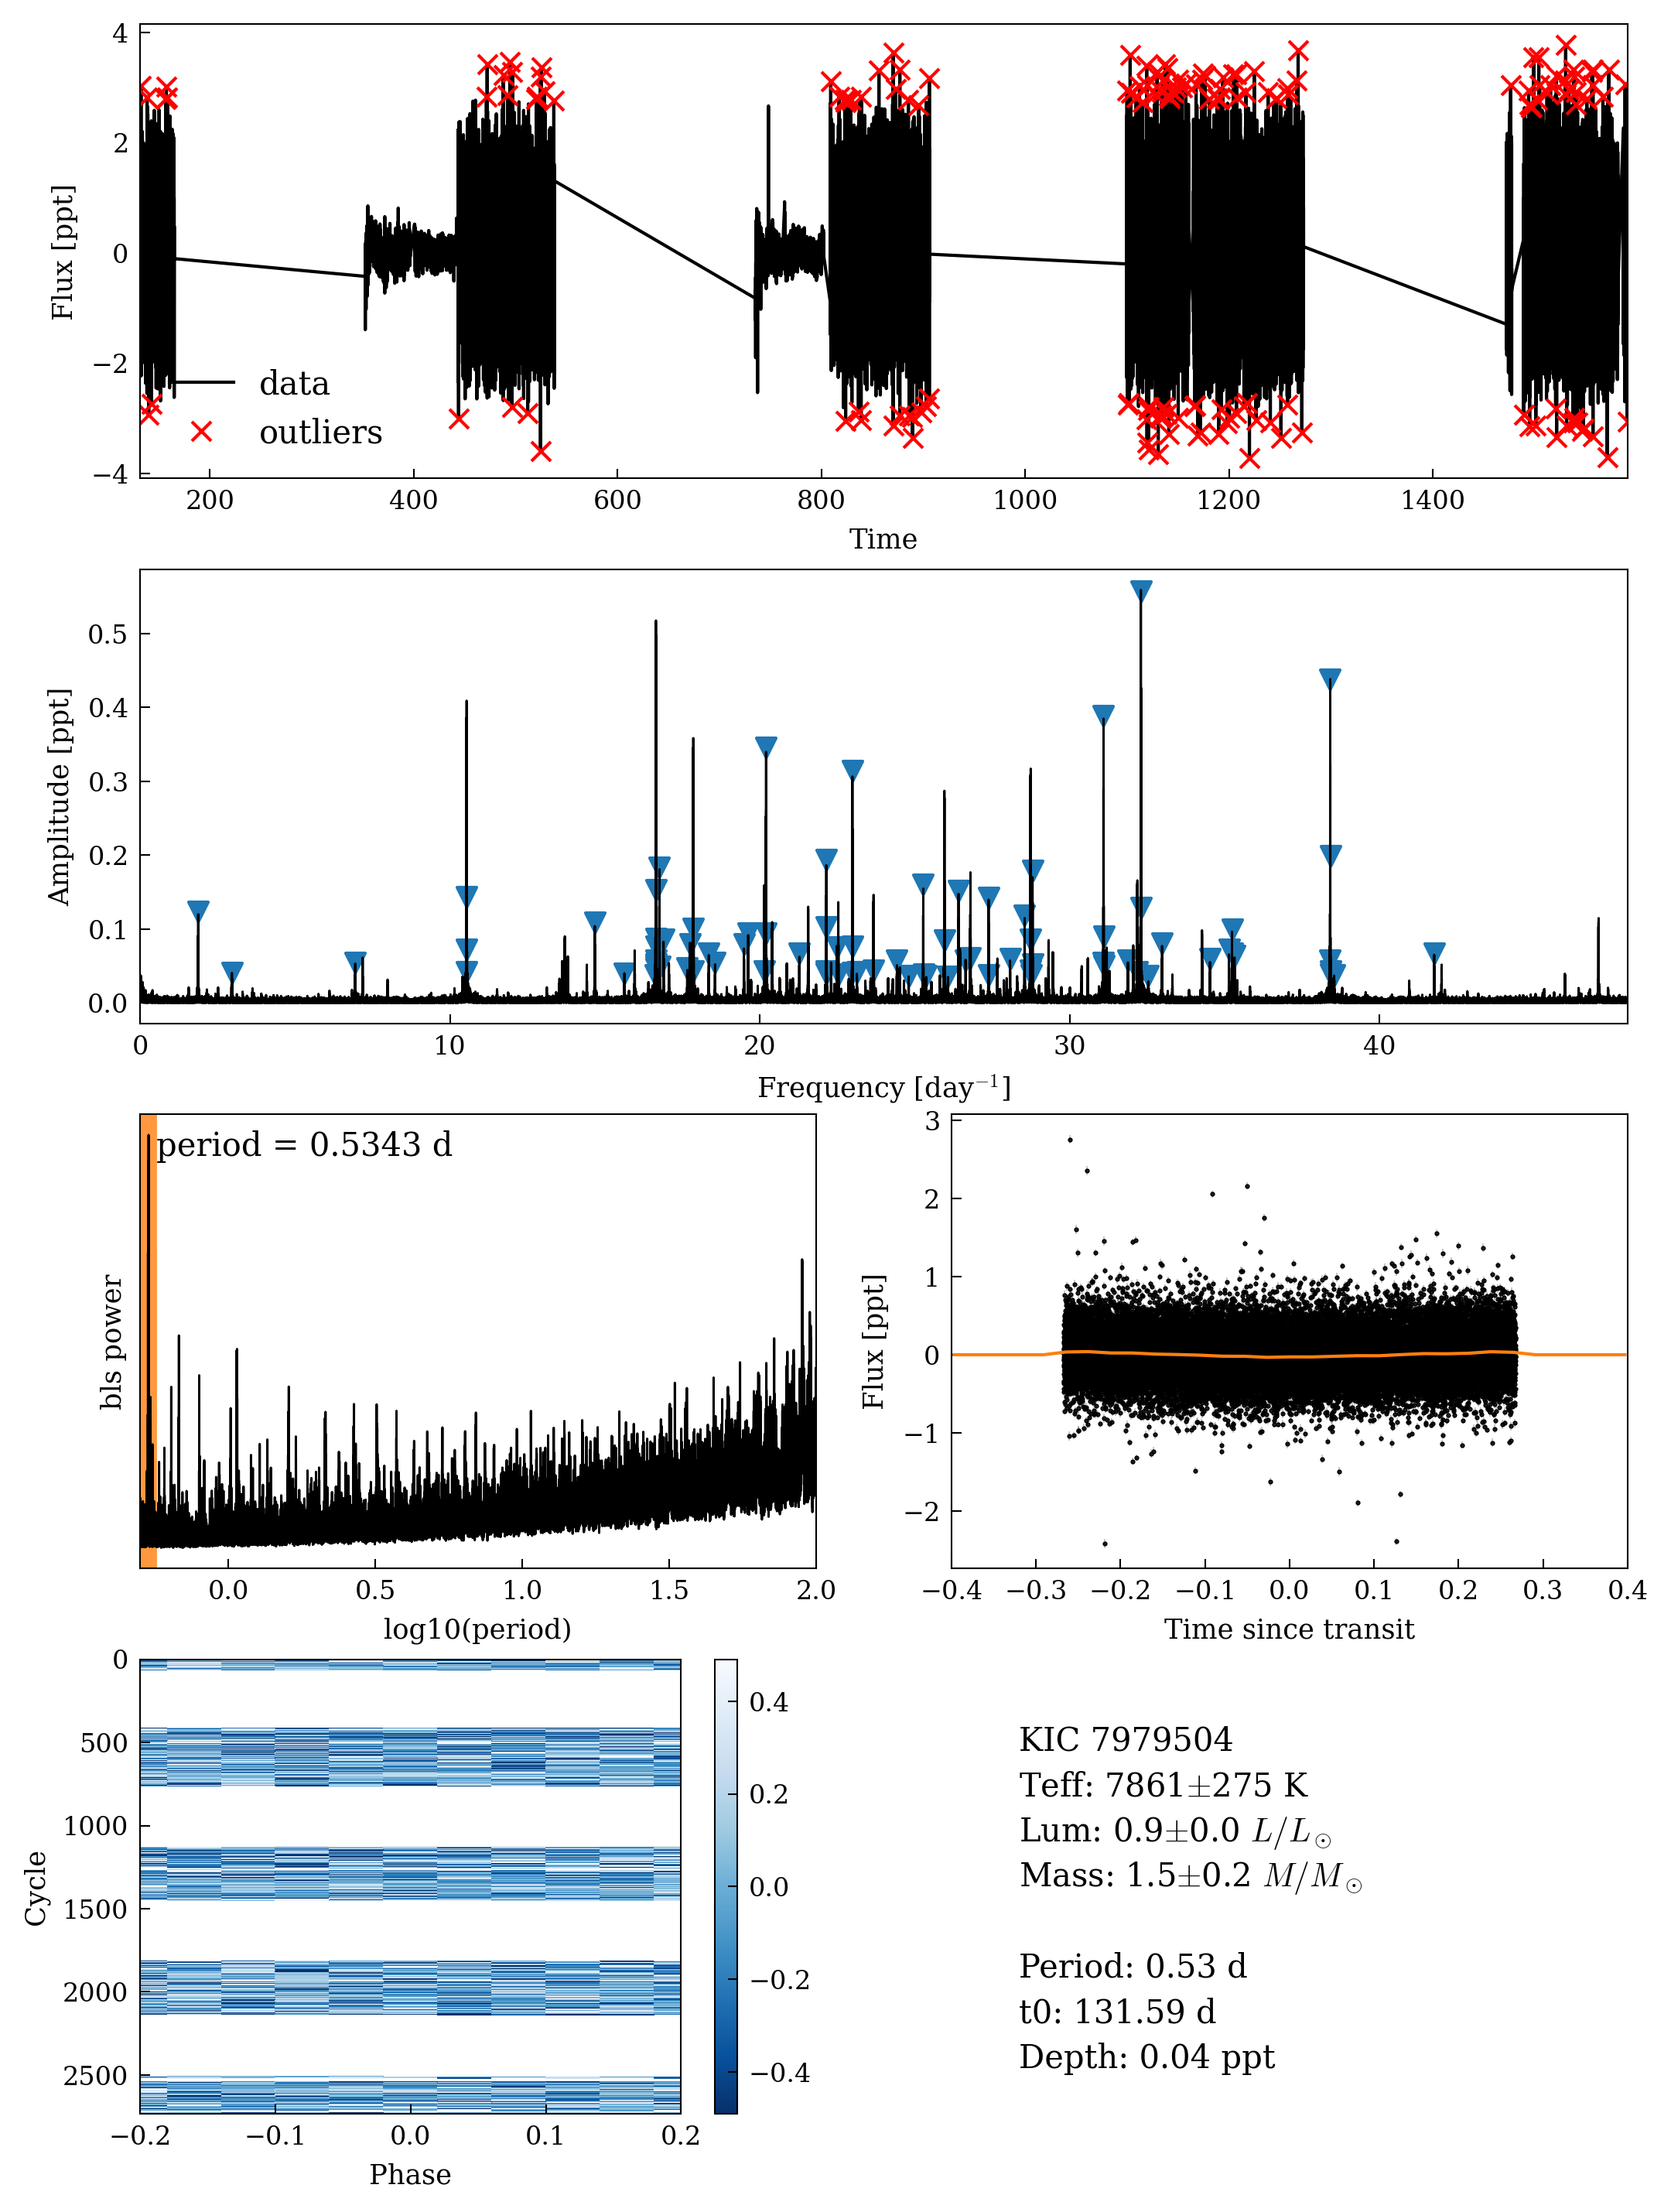 4
2
0
−2
−4
Flux [ppt]
data
outliers
200 400 600 800 1000 1200 1400
Time
0.5
0.4
0.3
0.2
0.1
0.0
Amplitude [ppt]
0 10 20 30 40
Frequency [day⁻¹]
period = 0.5343 d
bls power
0.0 0.5 1.0 1.5 2.0
log10(period)
3
2
1
0
−1
−2
Flux [ppt]
−0.4 −0.3 −0.2 −0.1 0.0 0.1 0.2 0.3 0.4
Time since transit
0
500
1000
1500
2000
2500
Cycle
−0.2 −0.1 0.0 0.1 0.2
Phase
0.4
0.2
0.0
−0.2
−0.4
KIC 7979504
Teff: 7861±275 K
Lum: 0.9±0.0 L/L⊙
Mass: 1.5±0.2 M/M⊙
Period: 0.53 d
t0: 131.59 d
Depth: 0.04 ppt